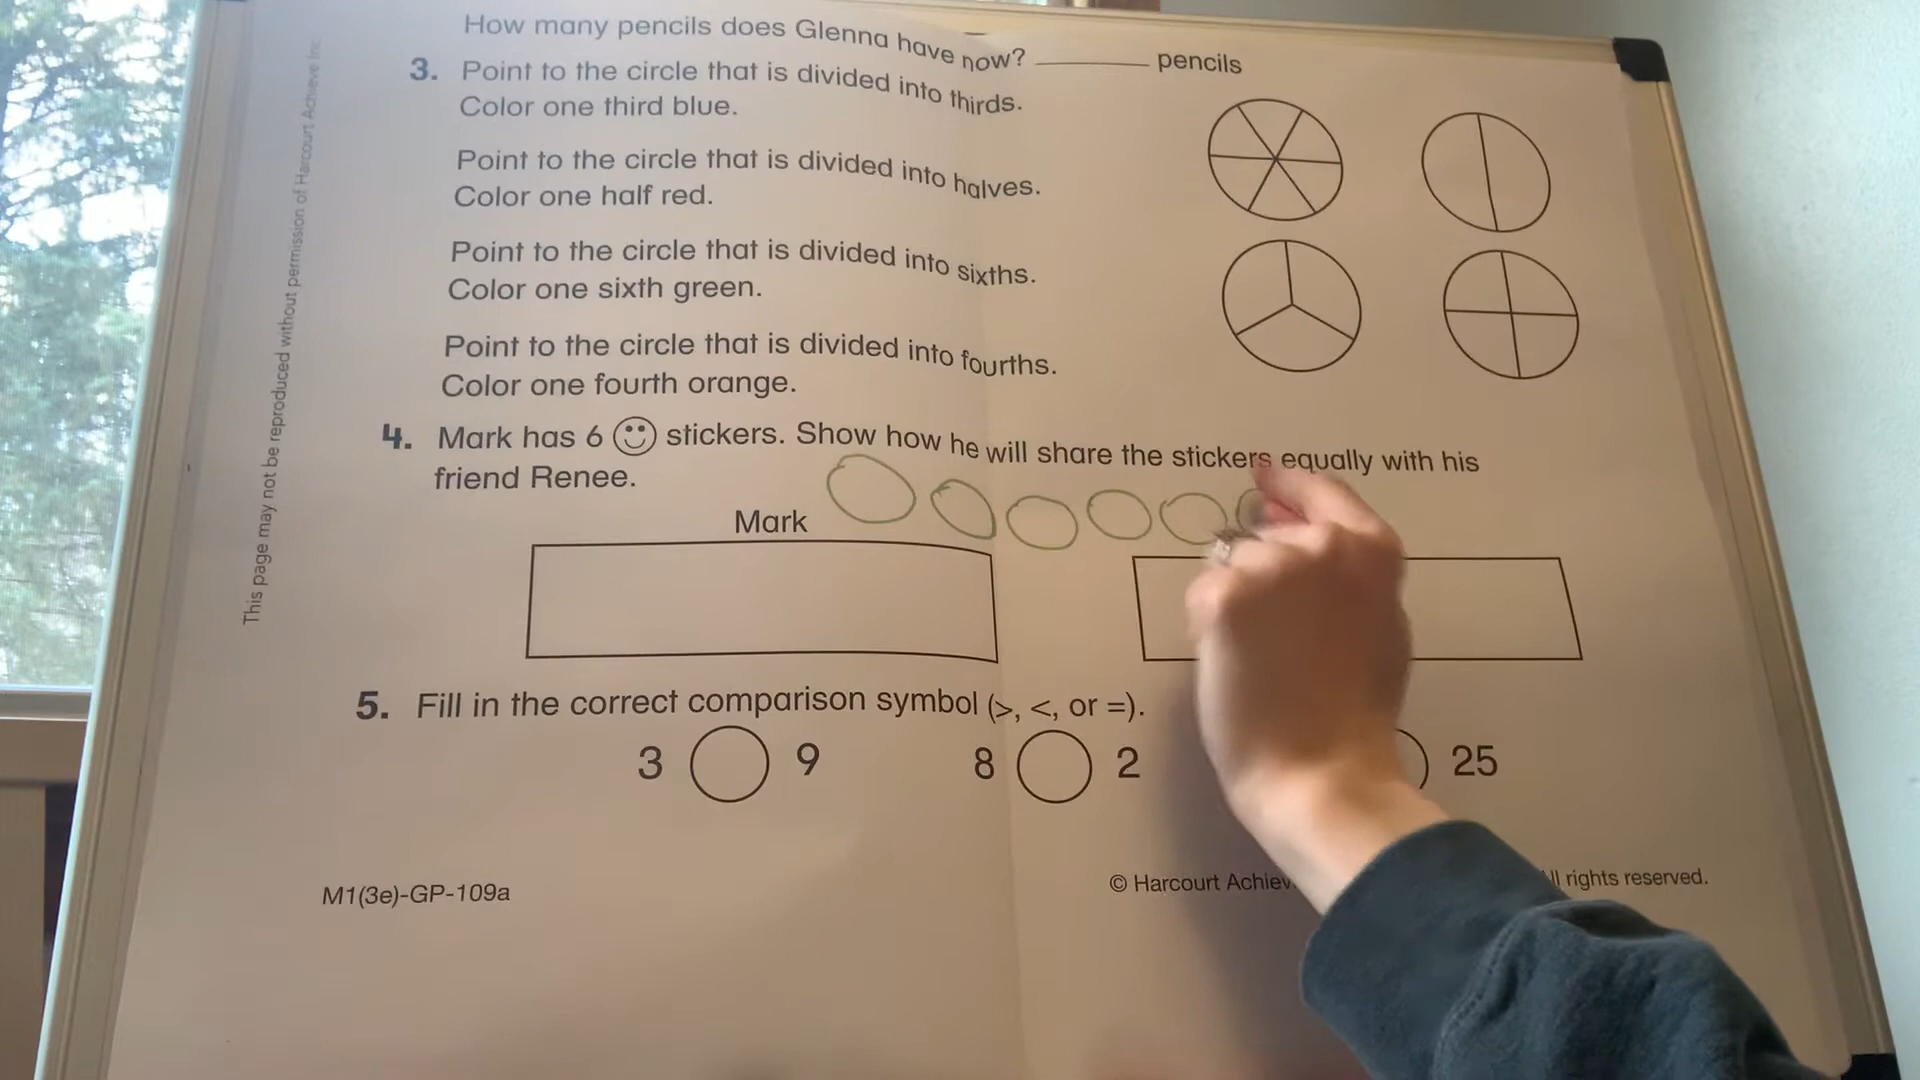 How many pencils does Glenna have now? ________ pencils
3. Point to the circle that is divided into thirds.
Color one third blue.
Point to the circle that is divided into halves.
Color one half red.
Point to the circle that is divided into sixths.
Color one sixth green.
Point to the circle that is divided into fourths.
Color one fourth orange.
4. Mark has 6 stickers. Show how he will share the stickers equally with his
friend Renee.
Mark
5. Fill in the correct comparison symbol (>, <, or =).
3 9 8 2 25
M1(3e)-GP-109a
© Harcourt rights reserved.
This page may not be reproduced without permission of Harcourt Achieve Inc.